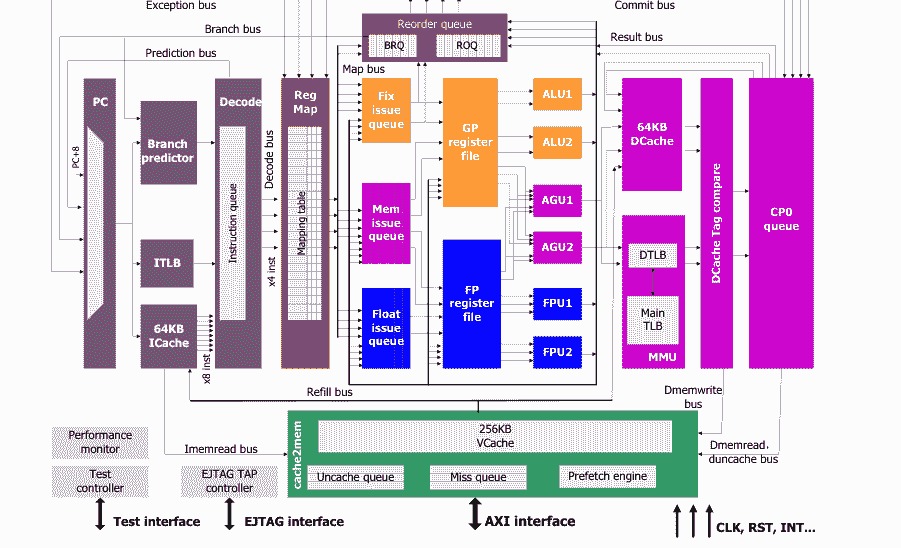 Exception bus
Commit bus
Reorder queue
Branch bus
BRQ
ROQ
Result bus
Prediction bus
Map bus
PC
Decode
Reg
Map
Fix
issue
queue
GP
register
file
ALU1
ALU2
64KB
DCache
DCache Tag compare
CP0
queue
PC+8
Branch
predictor
Instruction queue
Decode bus
Mapping table
Mem
issue
queue
AGU1
AGU2
ITLB
x4 inst
DTLB
Main
TLB
MMU
64KB
ICache
x8 inst
Float
issue
queue
FP
register
file
FPU1
FPU2
Refill bus
Dmemwrite
bus
Performance
monitor
Imemread bus
cache2mem
256KB
VCache
Dmemread,
duncache bus
Test
controller
EJTAG TAP
controller
Uncache queue
Miss queue
Prefetch engine
Test interface
EJTAG interface
AXI interface
CLK, RST, INT...